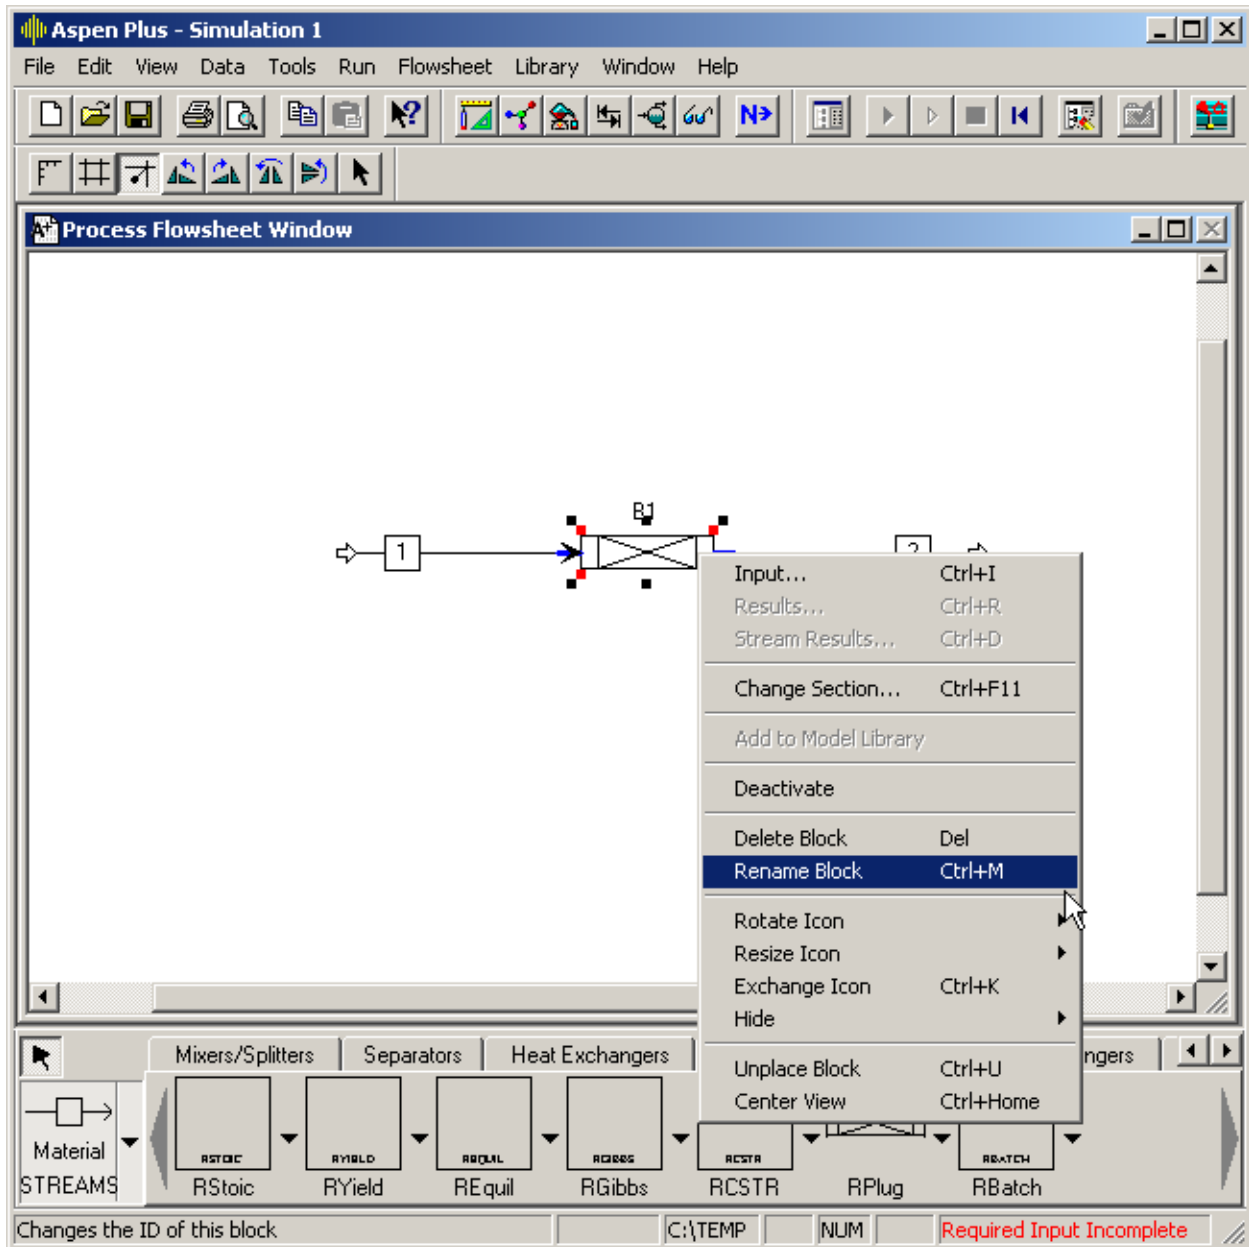 Aspen Plus - Simulation 1
File Edit View Data Tools Run Flowsheet Library Window Help
N
Process Flowsheet Window
B1
1
2
Input... Ctrl+I
Results... Ctrl+R
Stream Results... Ctrl+D
Change Section... Ctrl+F11
Add to Model Library
Deactivate
Delete Block Del
Rename Block Ctrl+M
Rotate Icon
Resize Icon
Exchange Icon Ctrl+K
Hide
Unplace Block Ctrl+U
Center View Ctrl+Home
Mixers/Splitters Separators Heat Exchangers ngers
Material
STREAMS
RSTOIC RYIELD REQUIL RGIBBS RCSTR RBATCH
RStoic RYield REquil RGibbs RCSTR RPlug RBatch
Changes the ID of this block C:\TEMP NUM Required Input Incomplete